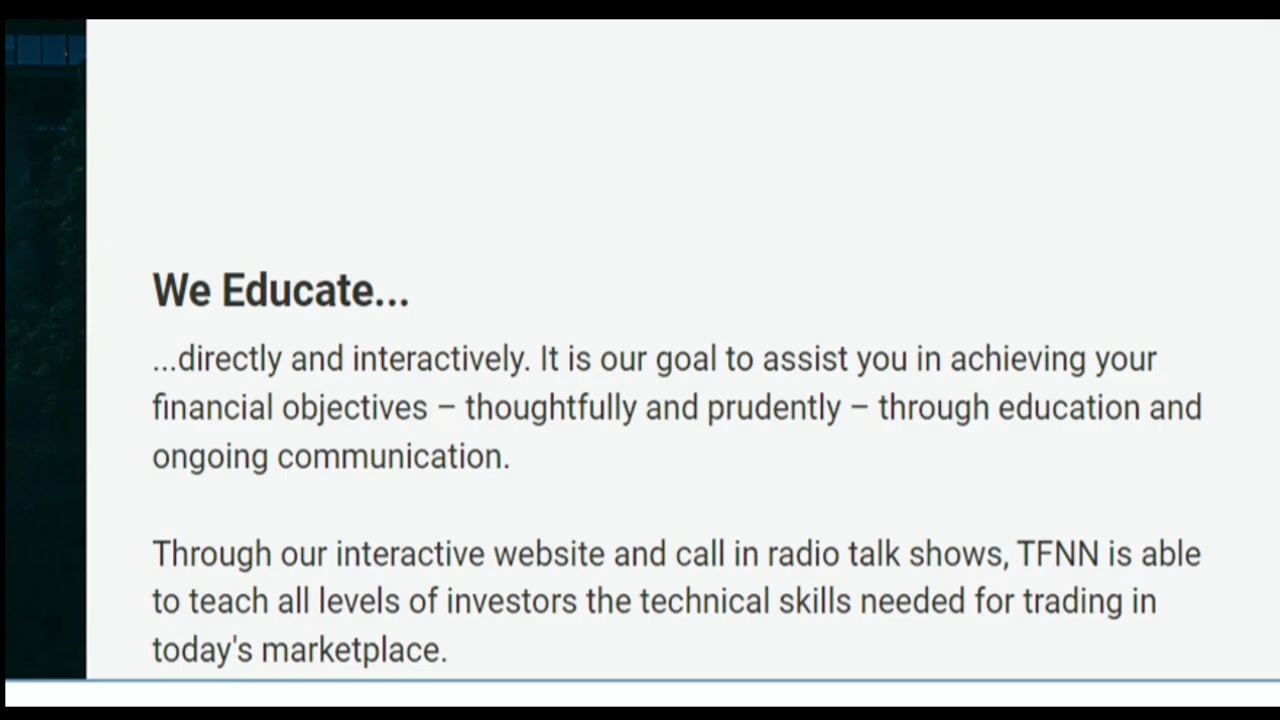 We Educate...
...directly and interactively. It is our goal to assist you in achieving your
financial objectives – thoughtfully and prudently – through education and
ongoing communication.
Through our interactive website and call in radio talk shows, TFNN is able
to teach all levels of investors the technical skills needed for trading in
today's marketplace.